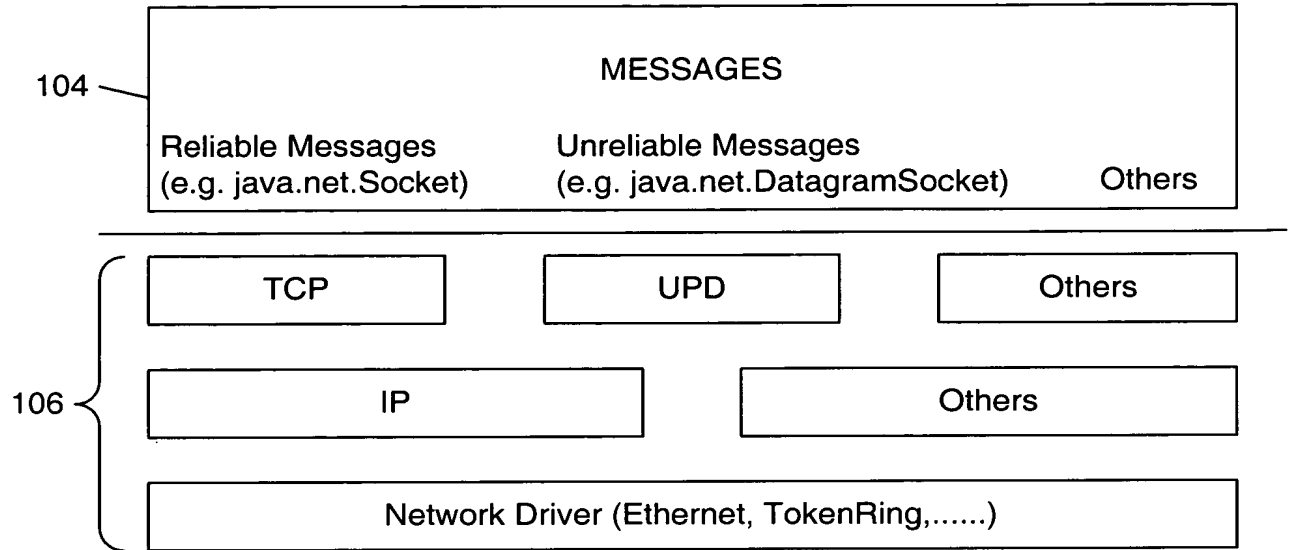 MESSAGES
104
Reliable Messages
(e.g. java.net.Socket)
Unreliable Messages
(e.g. java.net.DatagramSocket)
Others
TCP
UPD
Others
106
IP
Others
Network Driver (Ethernet, TokenRing,......)